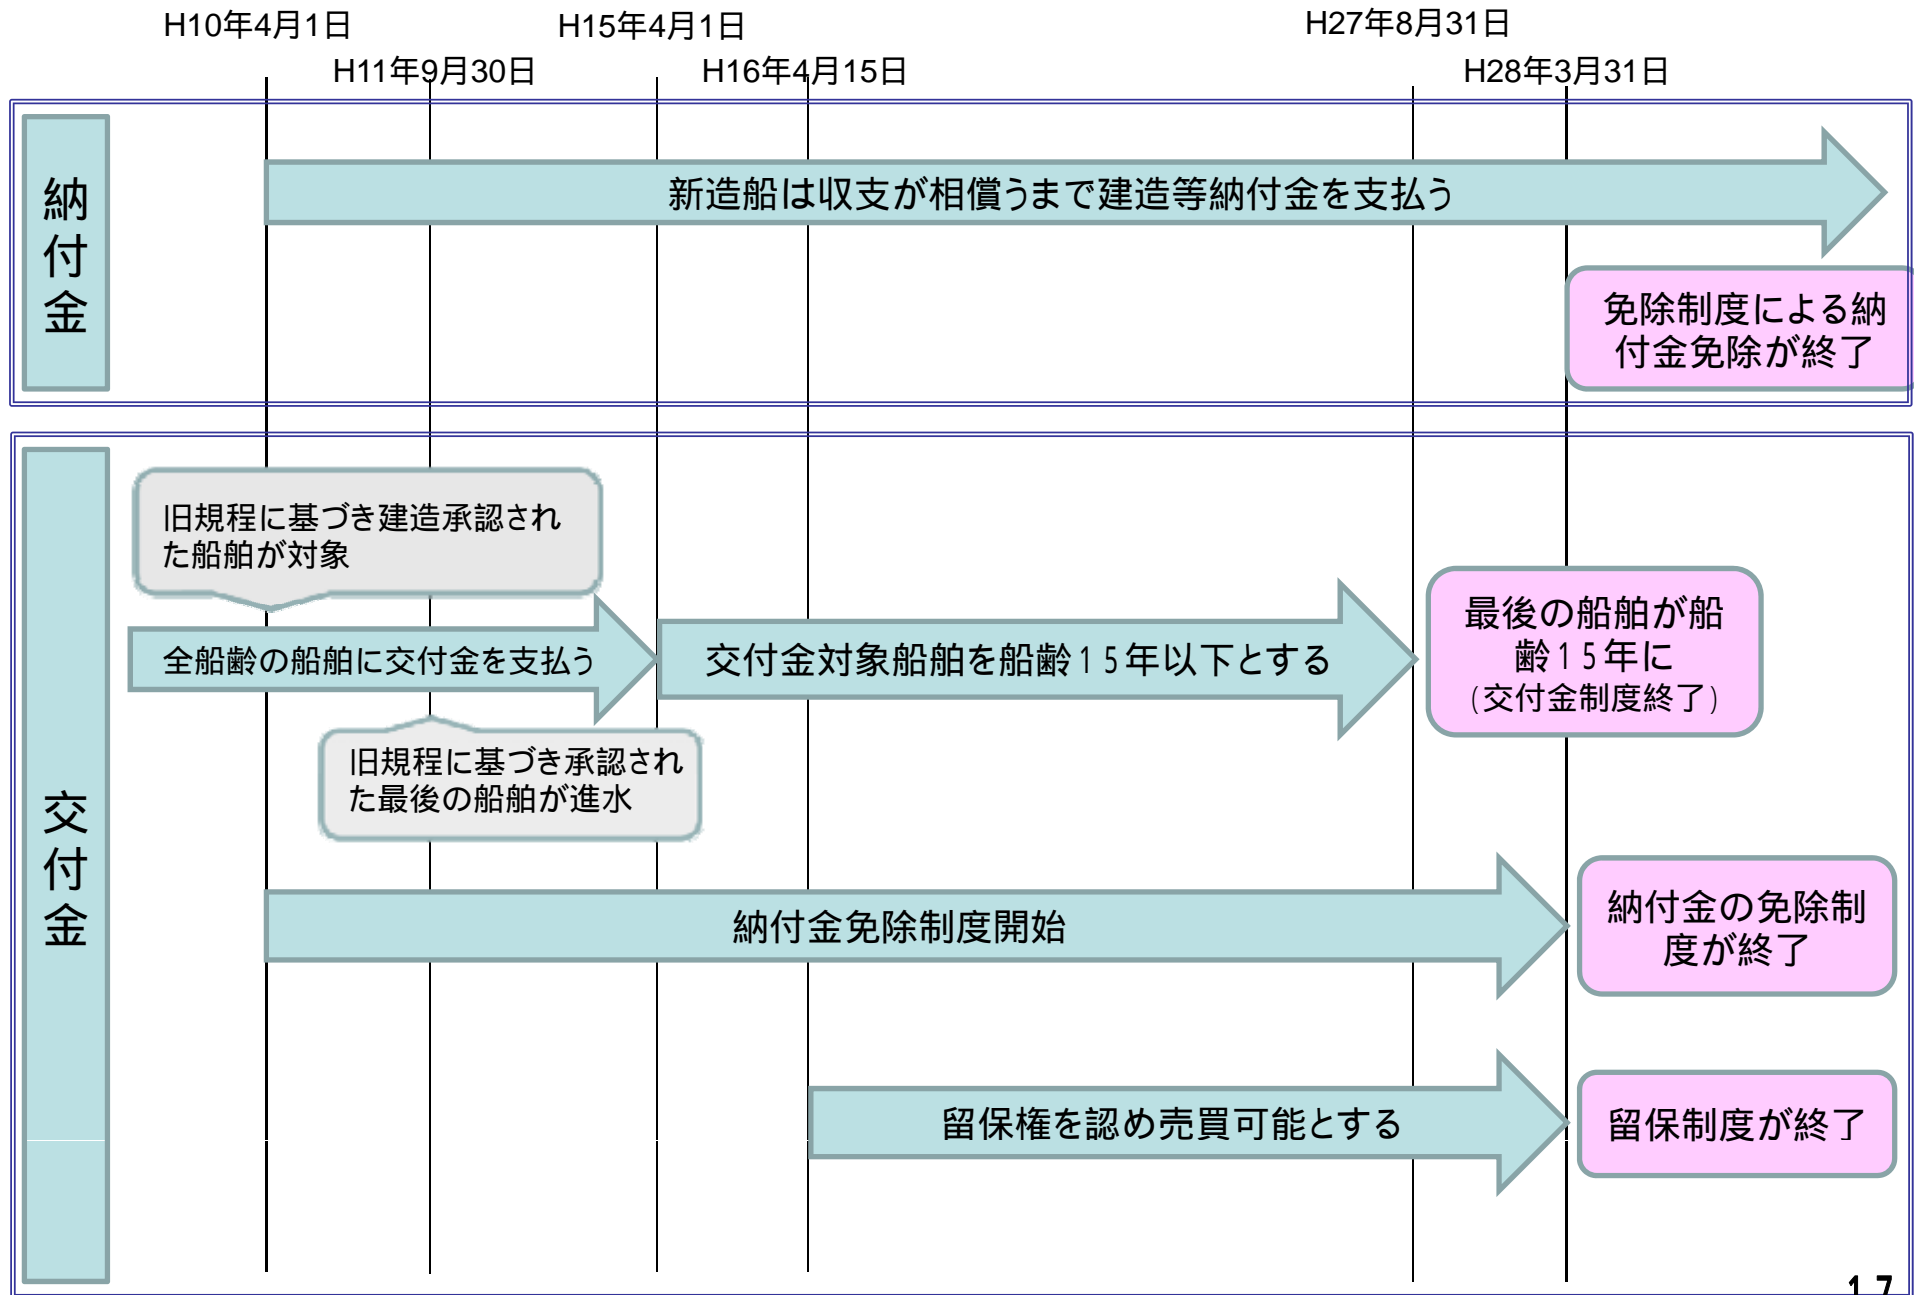 H10年4月1日
H15年4月1日
H27年8月31日
H11年9月30日
H16年4月15日
H28年3月31日
納付金
新造船は収支が相償うまで建造等納付金を支払う
免除制度による納
付金免除が終了
交付金
旧規程に基づき建造承認され
た船舶が対象
全船齢の船舶に交付金を支払う
交付金対象船舶を船齢15年以下とする
最後の船舶が船
齢15年に
(交付金制度終了)
旧規程に基づき承認され
た最後の船舶が進水
納付金免除制度開始
納付金の免除制
度が終了
留保権を認め売買可能とする
留保制度が終了
17